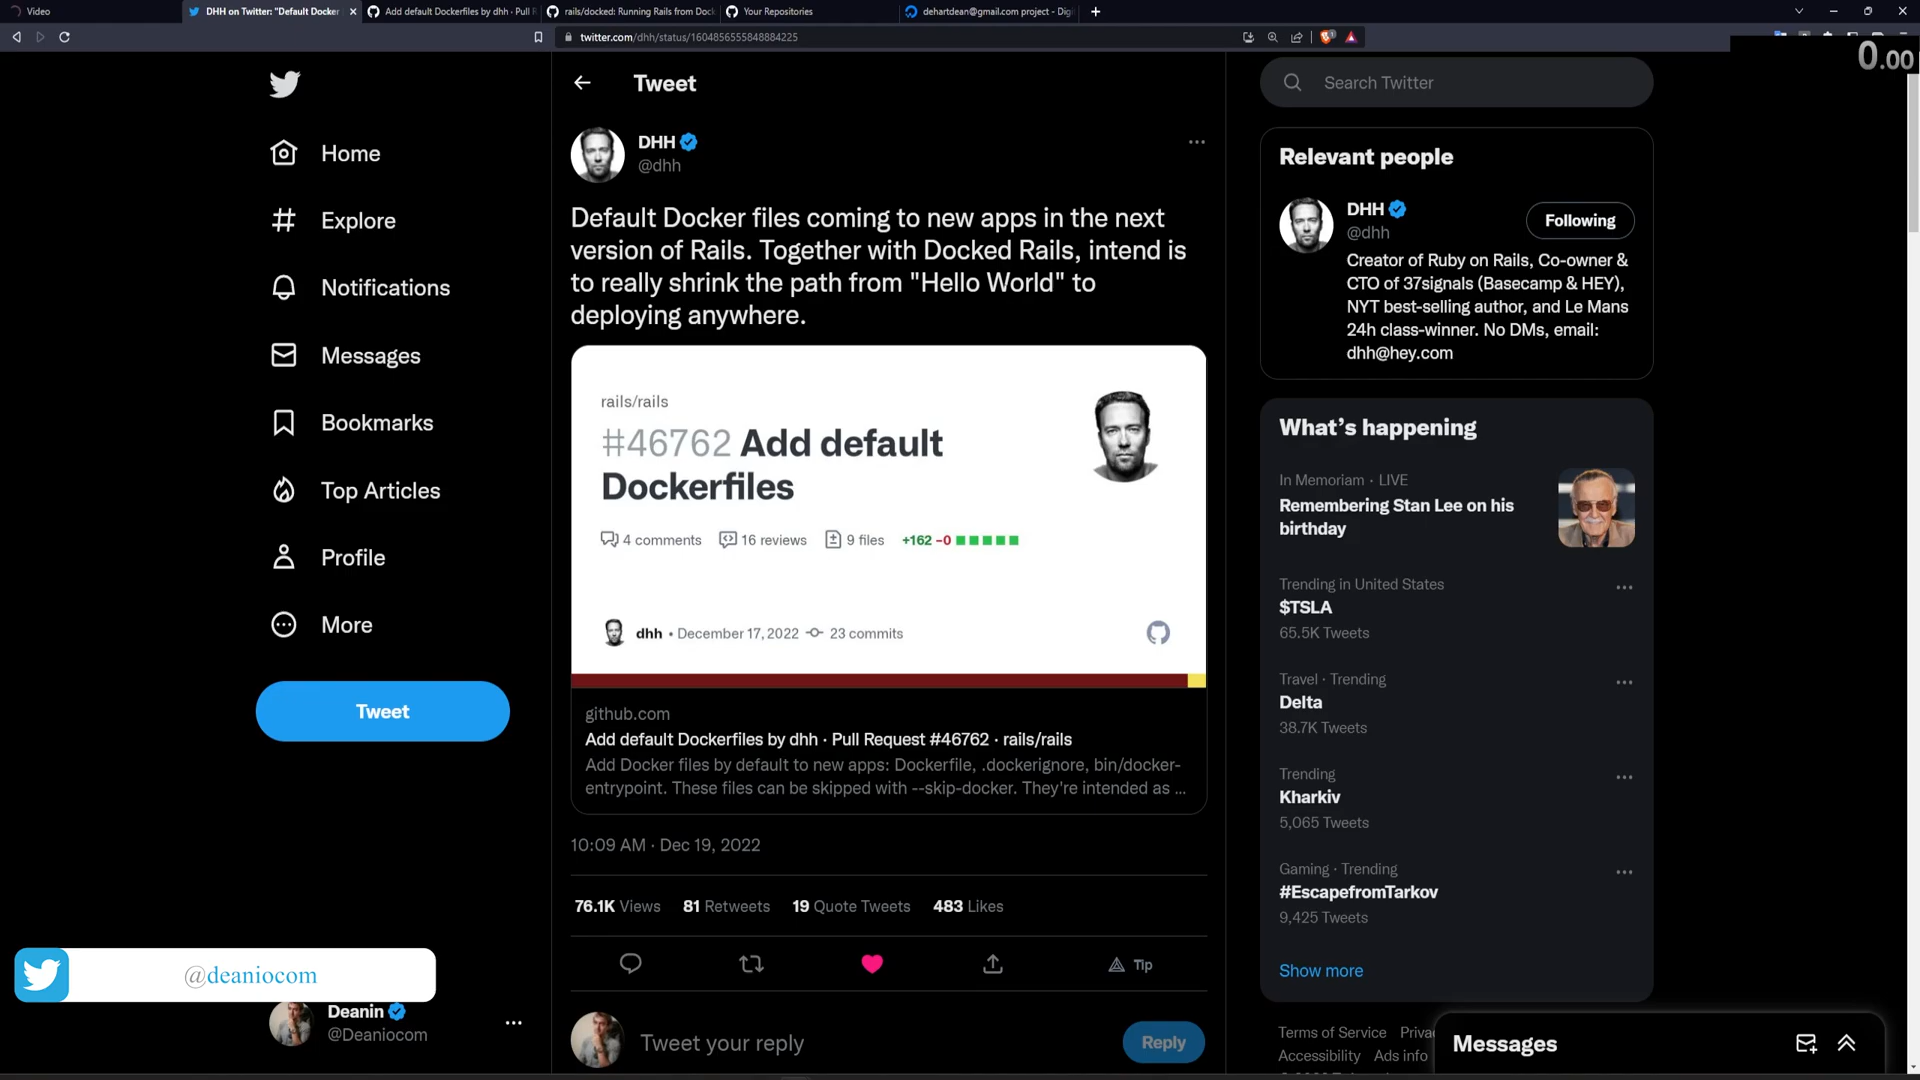 Video
DHH on Twitter: "Default Docker
Add default Dockerfiles by dhh · Pull R
rails/docked: Running Rails from Dock
Your Repositories
dehartdean@gmail.com project - Digi
twitter.com/dhh/status/1604856555848884225
0.00
Home
Explore
Notifications
Messages
Bookmarks
Top Articles
Profile
More
Tweet
@deaniocom
Deanin
@Deaniocom
Tweet
DHH
@dhh
Default Docker files coming to new apps in the next
version of Rails. Together with Docked Rails, intend is
to really shrink the path from "Hello World" to
deploying anywhere.
rails/rails
#46762 Add default
Dockerfiles
4 comments 16 reviews 9 files +162 −0
dhh • December 17, 2022 23 commits
github.com
Add default Dockerfiles by dhh · Pull Request #46762 · rails/rails
Add Docker files by default to new apps: Dockerfile, .dockerignore, bin/docker-
entrypoint. These files can be skipped with --skip-docker. They're intended as ...
10:09 AM · Dec 19, 2022
76.1K Views 81 Retweets 19 Quote Tweets 483 Likes
Tip
Tweet your reply
Reply
Search Twitter
Relevant people
DHH
@dhh
Following
Creator of Ruby on Rails, Co-owner &
CTO of 37signals (Basecamp & HEY),
NYT best-selling author, and Le Mans
24h class-winner. No DMs, email:
dhh@hey.com
What's happening
In Memoriam · LIVE
Remembering Stan Lee on his
birthday
Trending in United States
$TSLA
65.5K Tweets
Travel · Trending
Delta
38.7K Tweets
Trending
Kharkiv
5,065 Tweets
Gaming · Trending
#EscapefromTarkov
9,425 Tweets
Show more
Terms of Service Priva
Accessibility Ads info
Messages